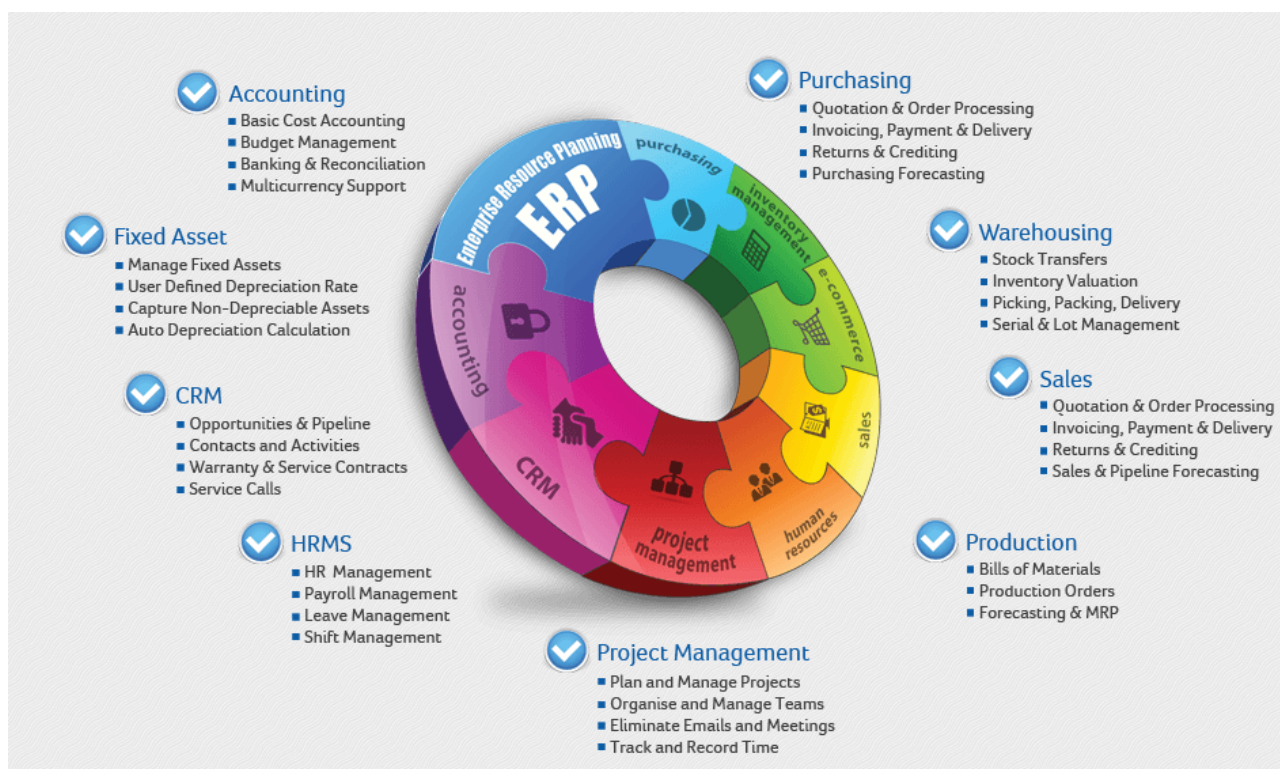 Accounting
Basic Cost Accounting
Budget Management
Banking & Reconciliation
Multicurrency Support
Fixed Asset
Manage Fixed Assets
User Defined Depreciation Rate
Capture Non-Depreciable Assets
Auto Depreciation Calculation
CRM
Opportunities & Pipeline
Contacts and Activities
Warranty & Service Contracts
Service Calls
HRMS
HR Management
Payroll Management
Leave Management
Shift Management
Enterprise Resource Planning
ERP
purchasing
inventory
management
e-commerce
sales
human
resources
project
management
CRM
accounting
Purchasing
Quotation & Order Processing
Invoicing, Payment & Delivery
Returns & Crediting
Purchasing Forecasting
Warehousing
Stock Transfers
Inventory Valuation
Picking, Packing, Delivery
Serial & Lot Management
Sales
Quotation & Order Processing
Invoicing, Payment & Delivery
Returns & Crediting
Sales & Pipeline Forecasting
Production
Bills of Materials
Production Orders
Forecasting & MRP
Project Management
Plan and Manage Projects
Organise and Manage Teams
Eliminate Emails and Meetings
Track and Record Time